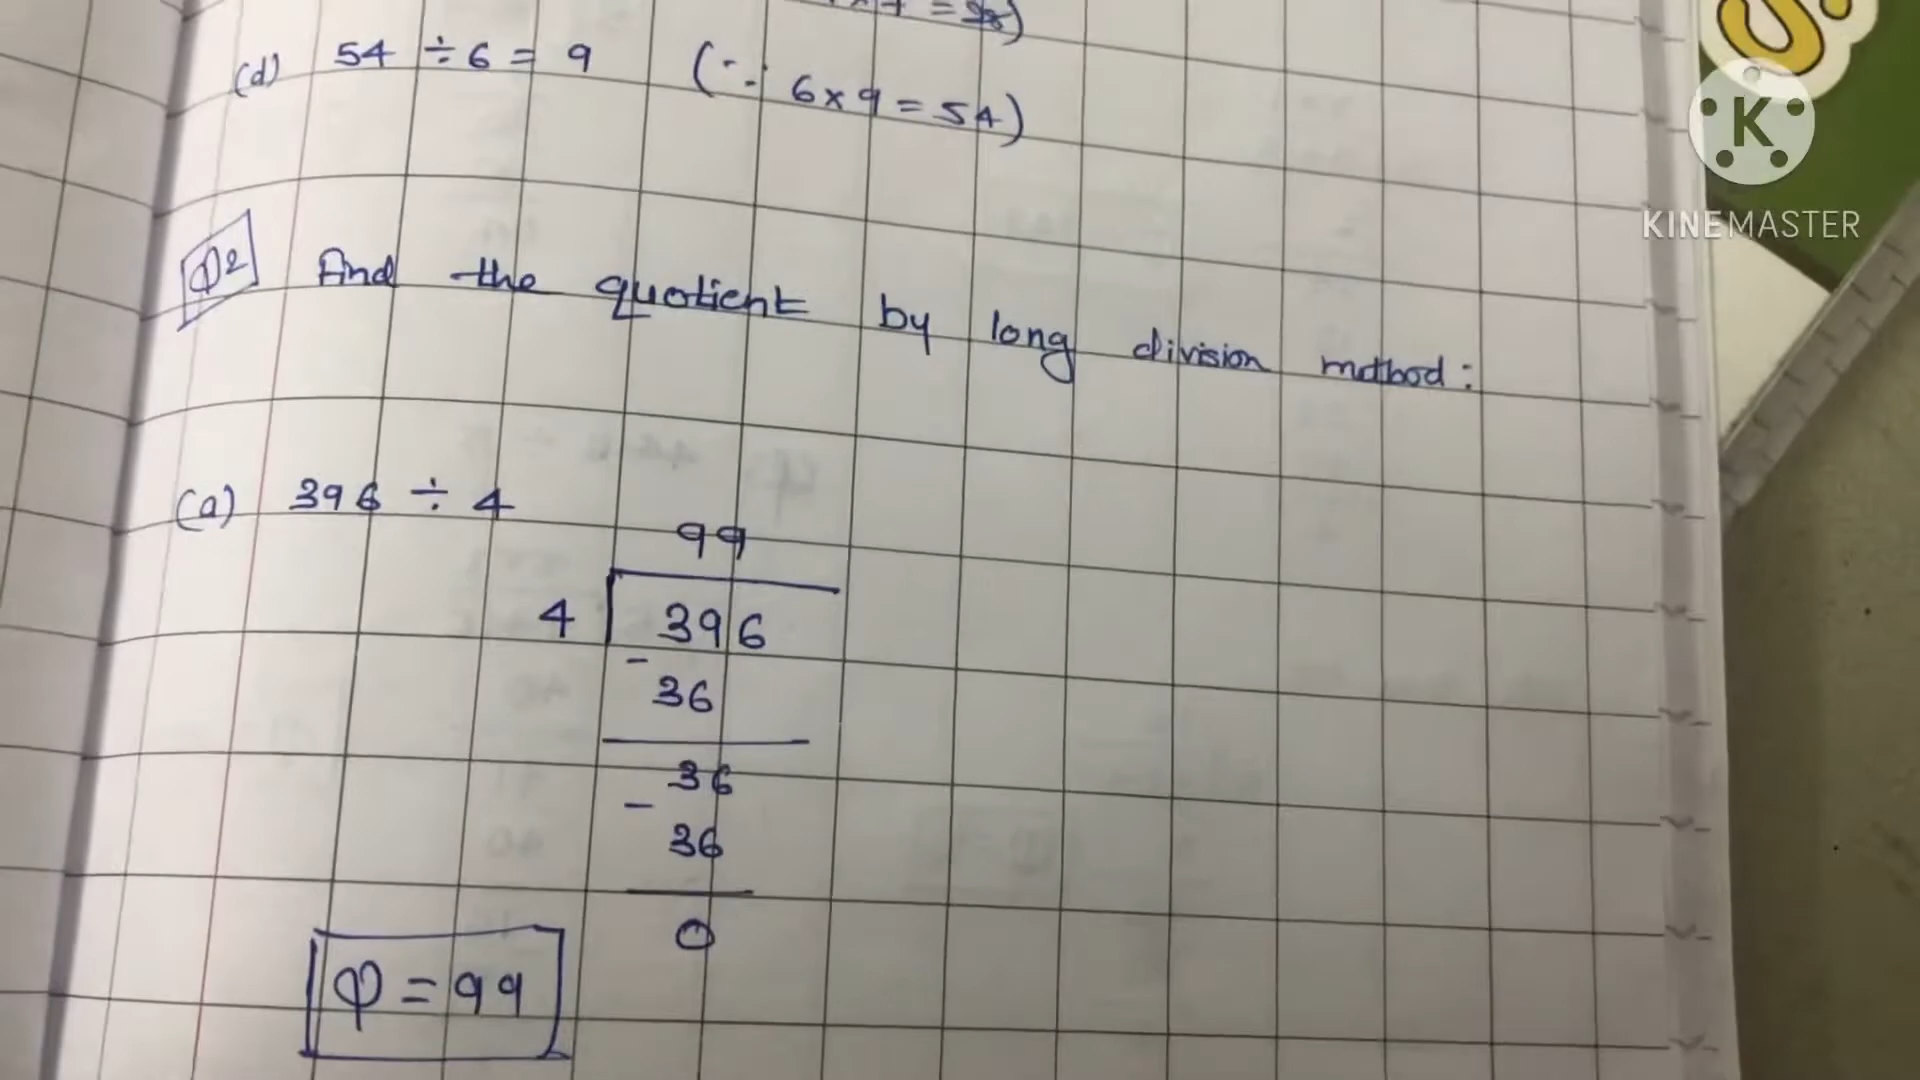 (d) 54 ÷ 6 = 9 (∵ 6×9 = 54)
Q2 Find the quotient by long division method:
(a) 396 ÷ 4
99
4 396
- 36
36
- 36
0
Q = 99
K
KINEMASTER